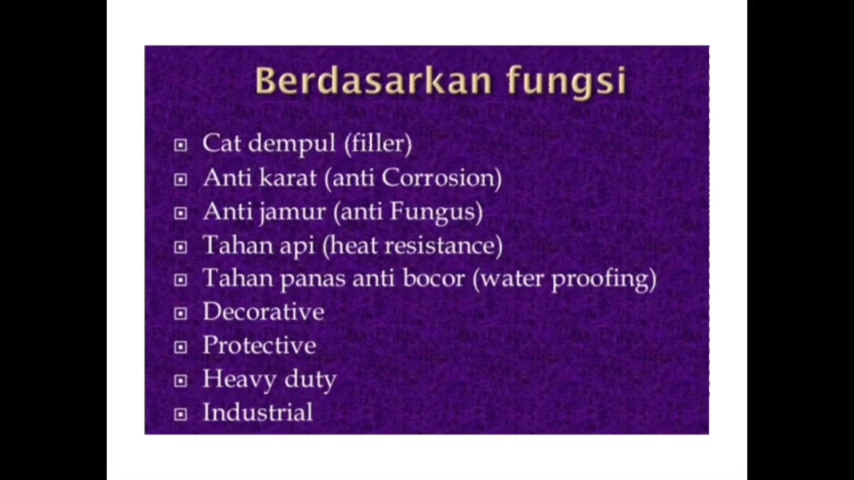 Berdasarkan fungsi
Cat dempul (filler)
Anti karat (anti Corrosion)
Anti jamur (anti Fungus)
Tahan api (heat resistance)
Tahan panas anti bocor (water proofing)
Decorative
Protective
Heavy duty
Industrial